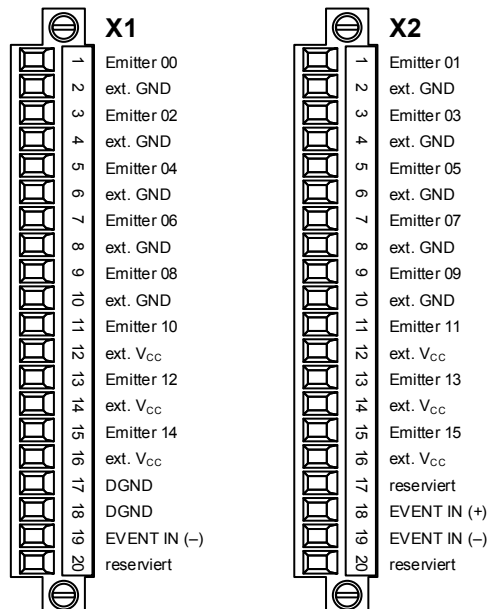 X1
1 Emitter 00
2 ext. GND
3 Emitter 02
4 ext. GND
5 Emitter 04
6 ext. GND
7 Emitter 06
8 ext. GND
9 Emitter 08
10 ext. GND
11 Emitter 10
12 ext. VCC
13 Emitter 12
14 ext. VCC
15 Emitter 14
16 ext. VCC
17 DGND
18 DGND
19 EVENT IN (–)
20 reserviert
X2
1 Emitter 01
2 ext. GND
3 Emitter 03
4 ext. GND
5 Emitter 05
6 ext. GND
7 Emitter 07
8 ext. GND
9 Emitter 09
10 ext. GND
11 Emitter 11
12 ext. VCC
13 Emitter 13
14 ext. VCC
15 Emitter 15
16 ext. VCC
17 reserviert
18 EVENT IN (+)
19 EVENT IN (–)
20 reserviert